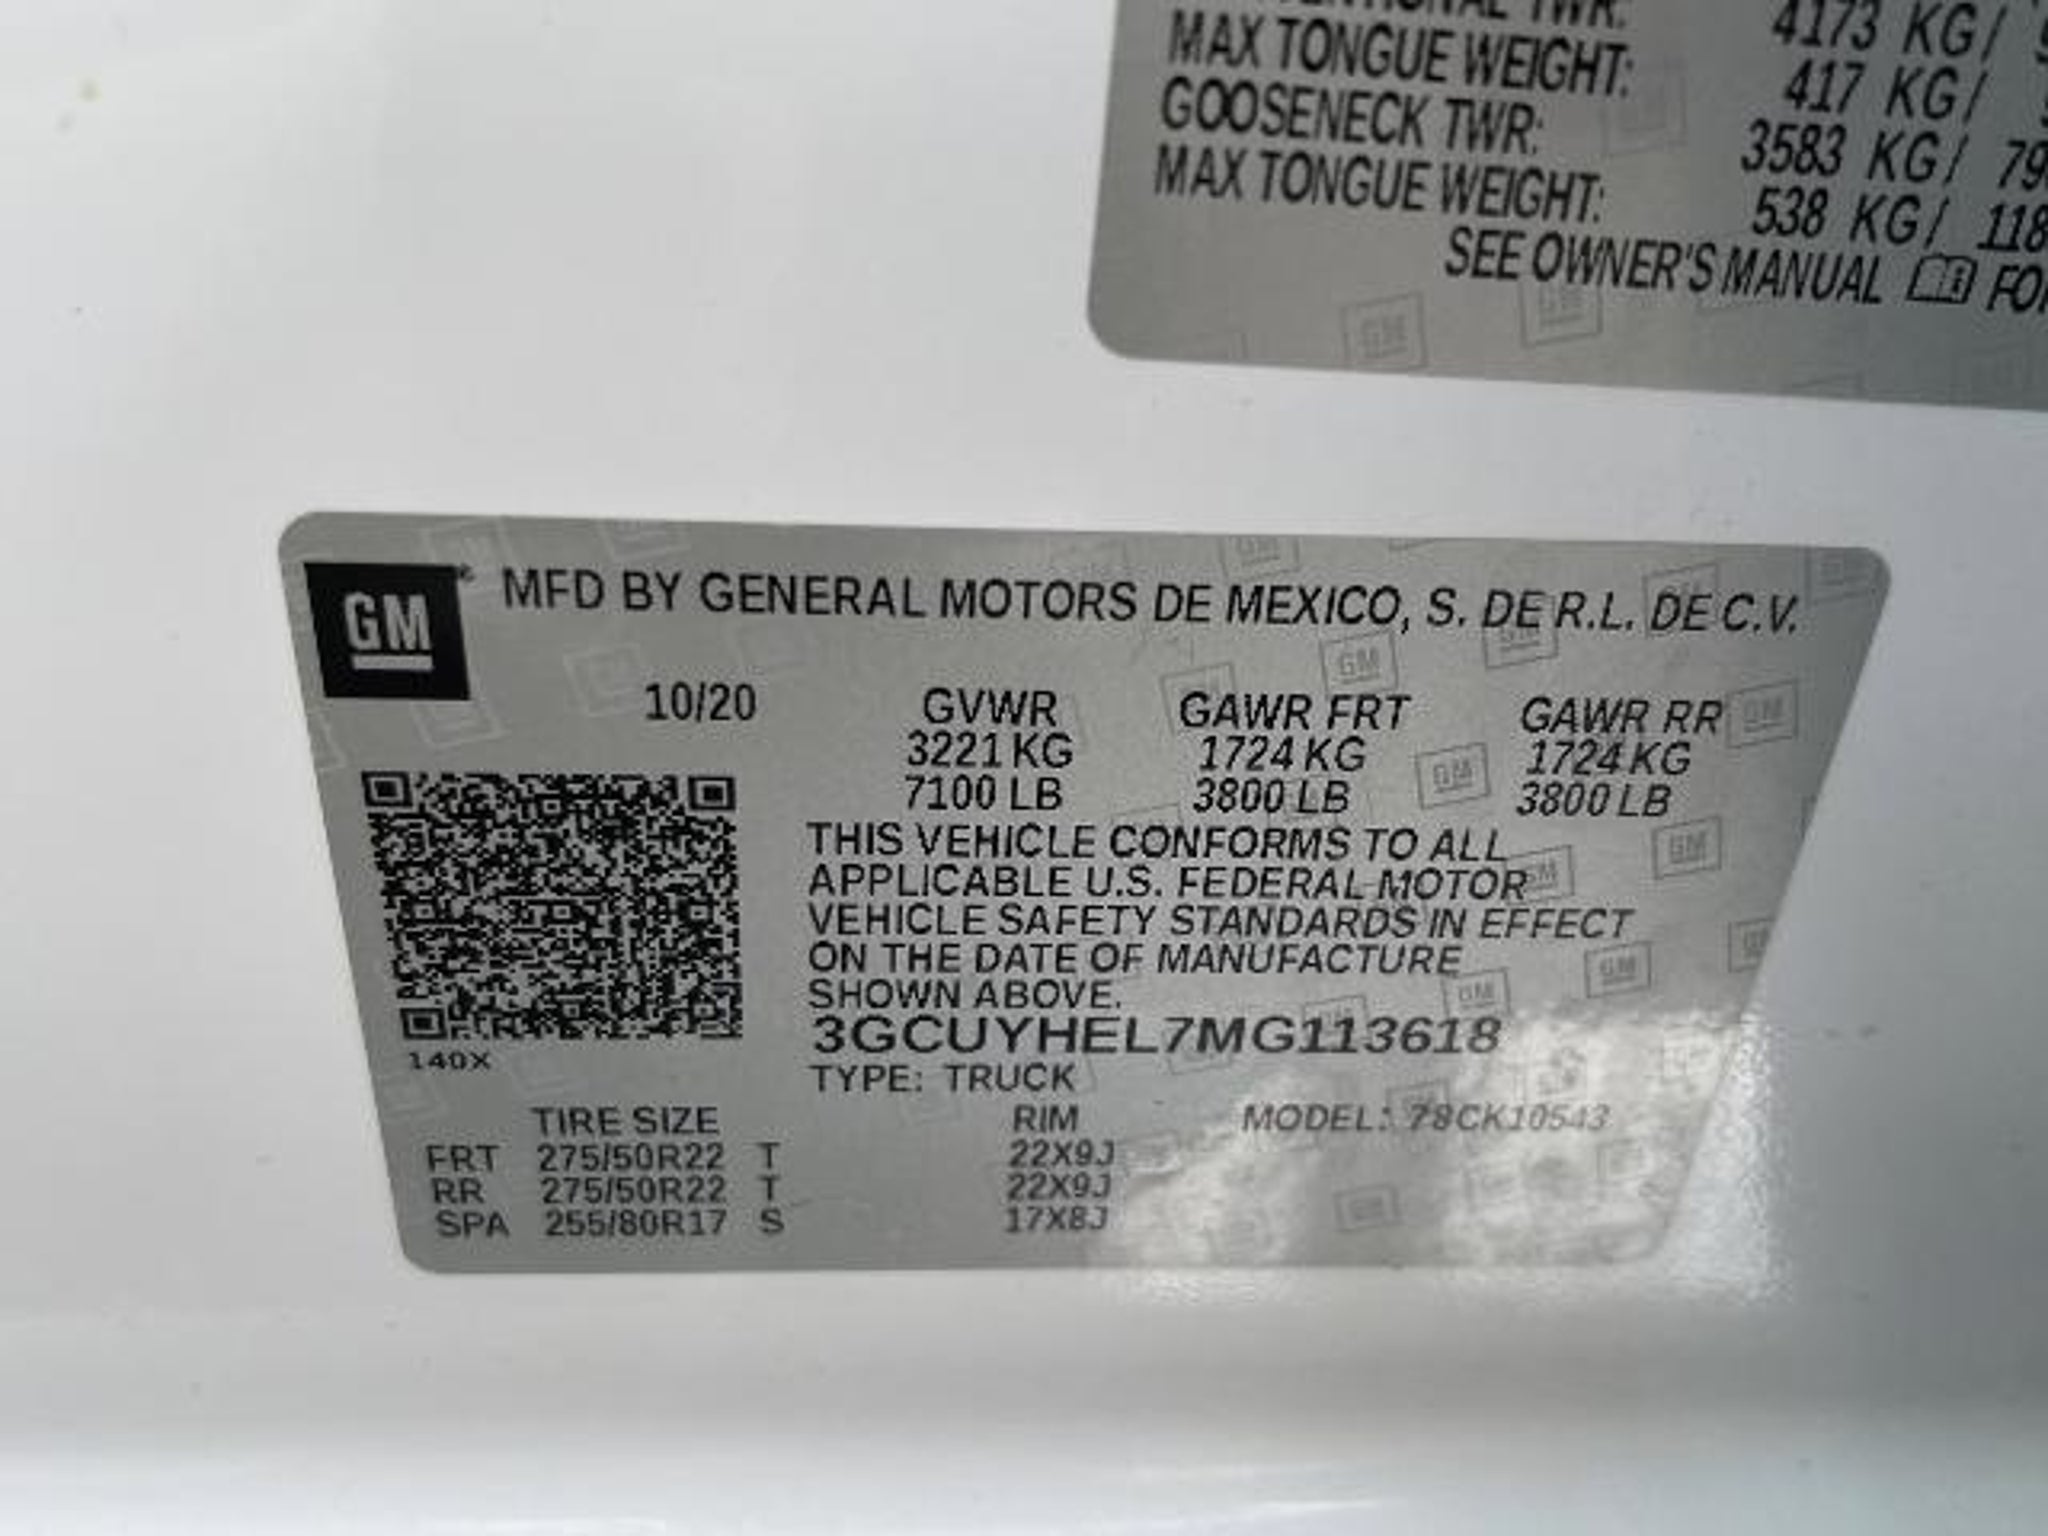 TWR: 4173 KG/
MAX TONGUE WEIGHT: 417 KG/
GOOSENECK TWR: 3583 KG/
MAX TONGUE WEIGHT: 538 KG/
SEE OWNER'S MANUAL
GM MFD BY GENERAL MOTORS DE MEXICO, S. DE R.L. DE C.V.
10/20 GVWR GAWR FRT GAWR RR
3221 KG 1724 KG 1724 KG
7100 LB 3800 LB 3800 LB
THIS VEHICLE CONFORMS TO ALL
APPLICABLE U.S. FEDERAL MOTOR
VEHICLE SAFETY STANDARDS IN EFFECT
ON THE DATE OF MANUFACTURE
SHOWN ABOVE.
3GCUYHEL7MG113618
140X
TYPE: TRUCK
TIRE SIZE RIM MODEL: 78CK10543
FRT 275/50R22 T 22X9J
RR 275/50R22 T 22X9J
SPA 255/80R17 S 17X8J